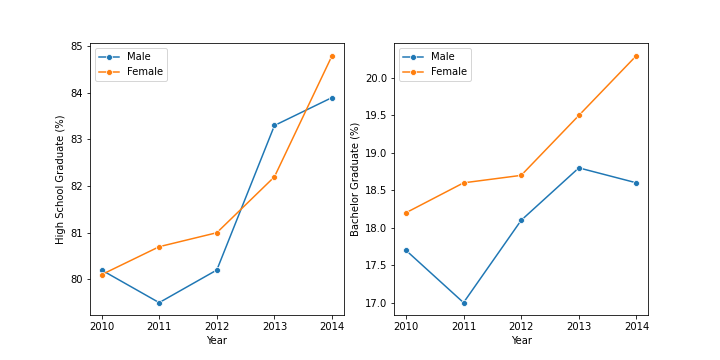 High School Graduate (%)
85
84
83
82
81
80
Male
Female
2010 2011 2012 2013 2014
Year
Bachelor Graduate (%)
20.0
19.5
19.0
18.5
18.0
17.5
17.0
Male
Female
2010 2011 2012 2013 2014
Year